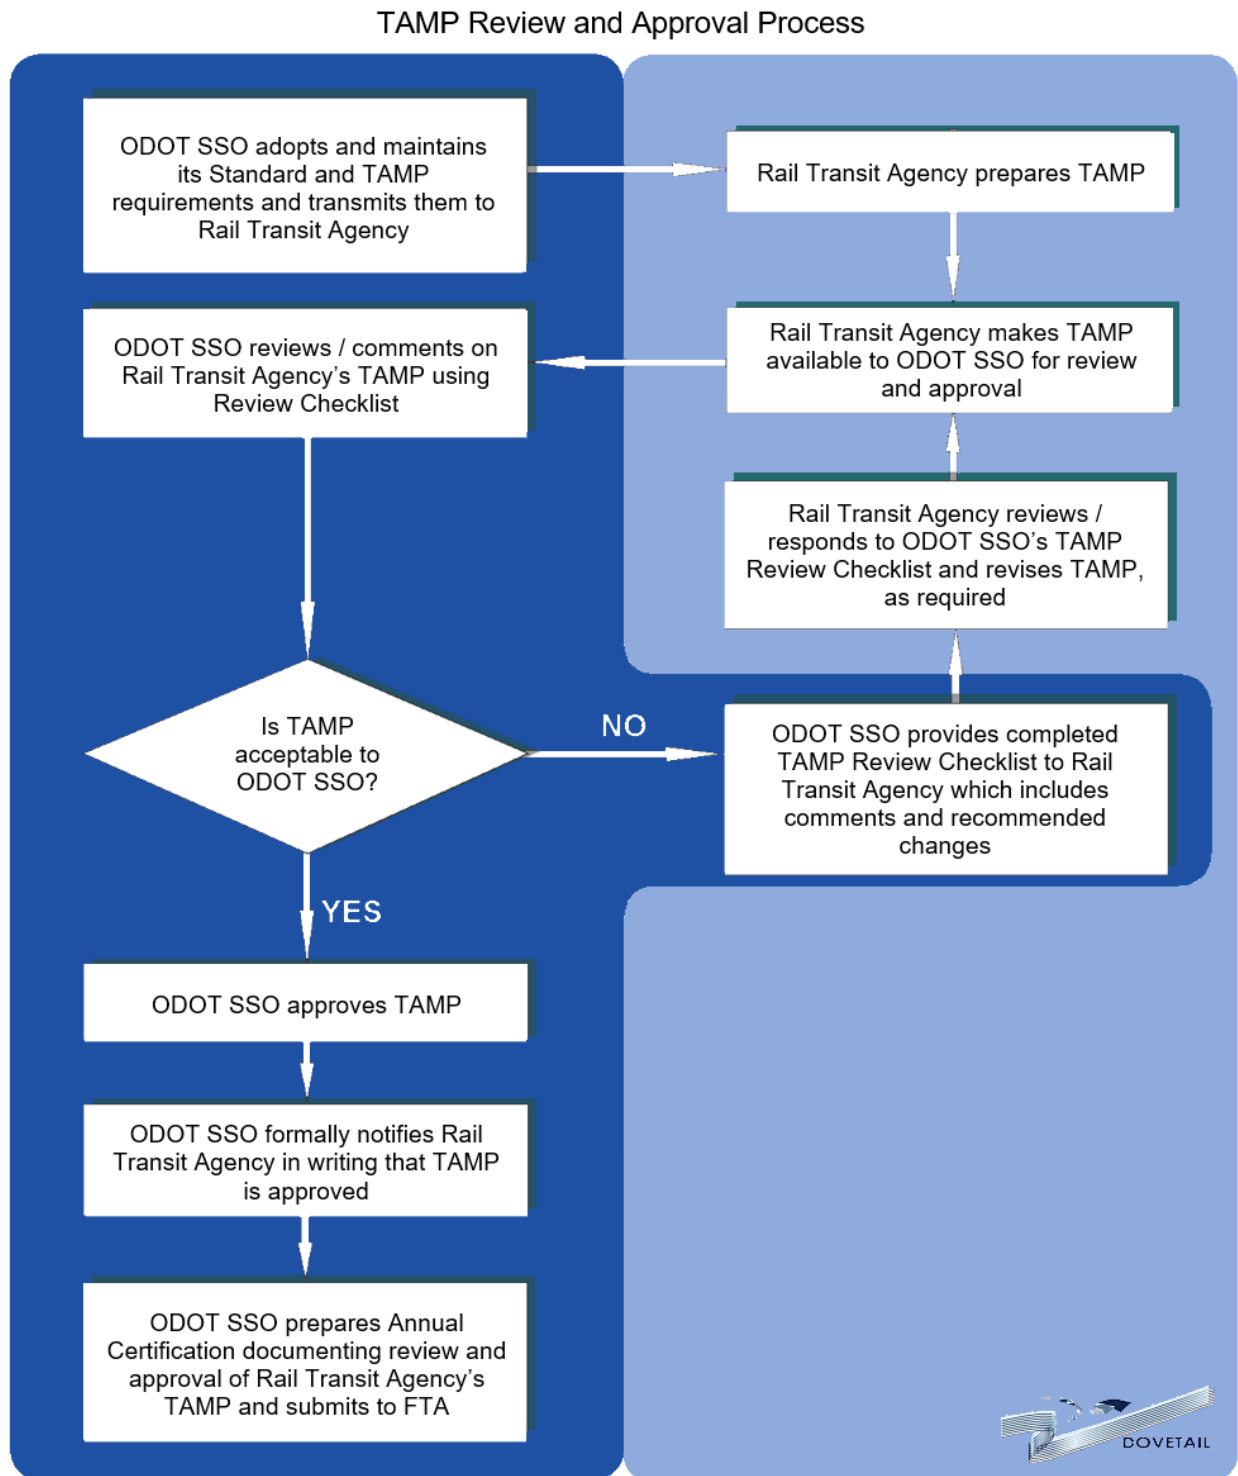 TAMP Review and Approval Process
ODOT SSO adopts and maintains
its Standard and TAMP
requirements and transmits them to
Rail Transit Agency
Rail Transit Agency prepares TAMP
Rail Transit Agency makes TAMP
available to ODOT SSO for review
and approval
ODOT SSO reviews / comments on
Rail Transit Agency’s TAMP using
Review Checklist
Rail Transit Agency reviews /
responds to ODOT SSO’s TAMP
Review Checklist and revises TAMP,
as required
Is TAMP
acceptable to
ODOT SSO?
NO
ODOT SSO provides completed
TAMP Review Checklist to Rail
Transit Agency which includes
comments and recommended
changes
YES
ODOT SSO approves TAMP
ODOT SSO formally notifies Rail
Transit Agency in writing that TAMP
is approved
ODOT SSO prepares Annual
Certification documenting review and
approval of Rail Transit Agency’s
TAMP and submits to FTA
DOVETAIL